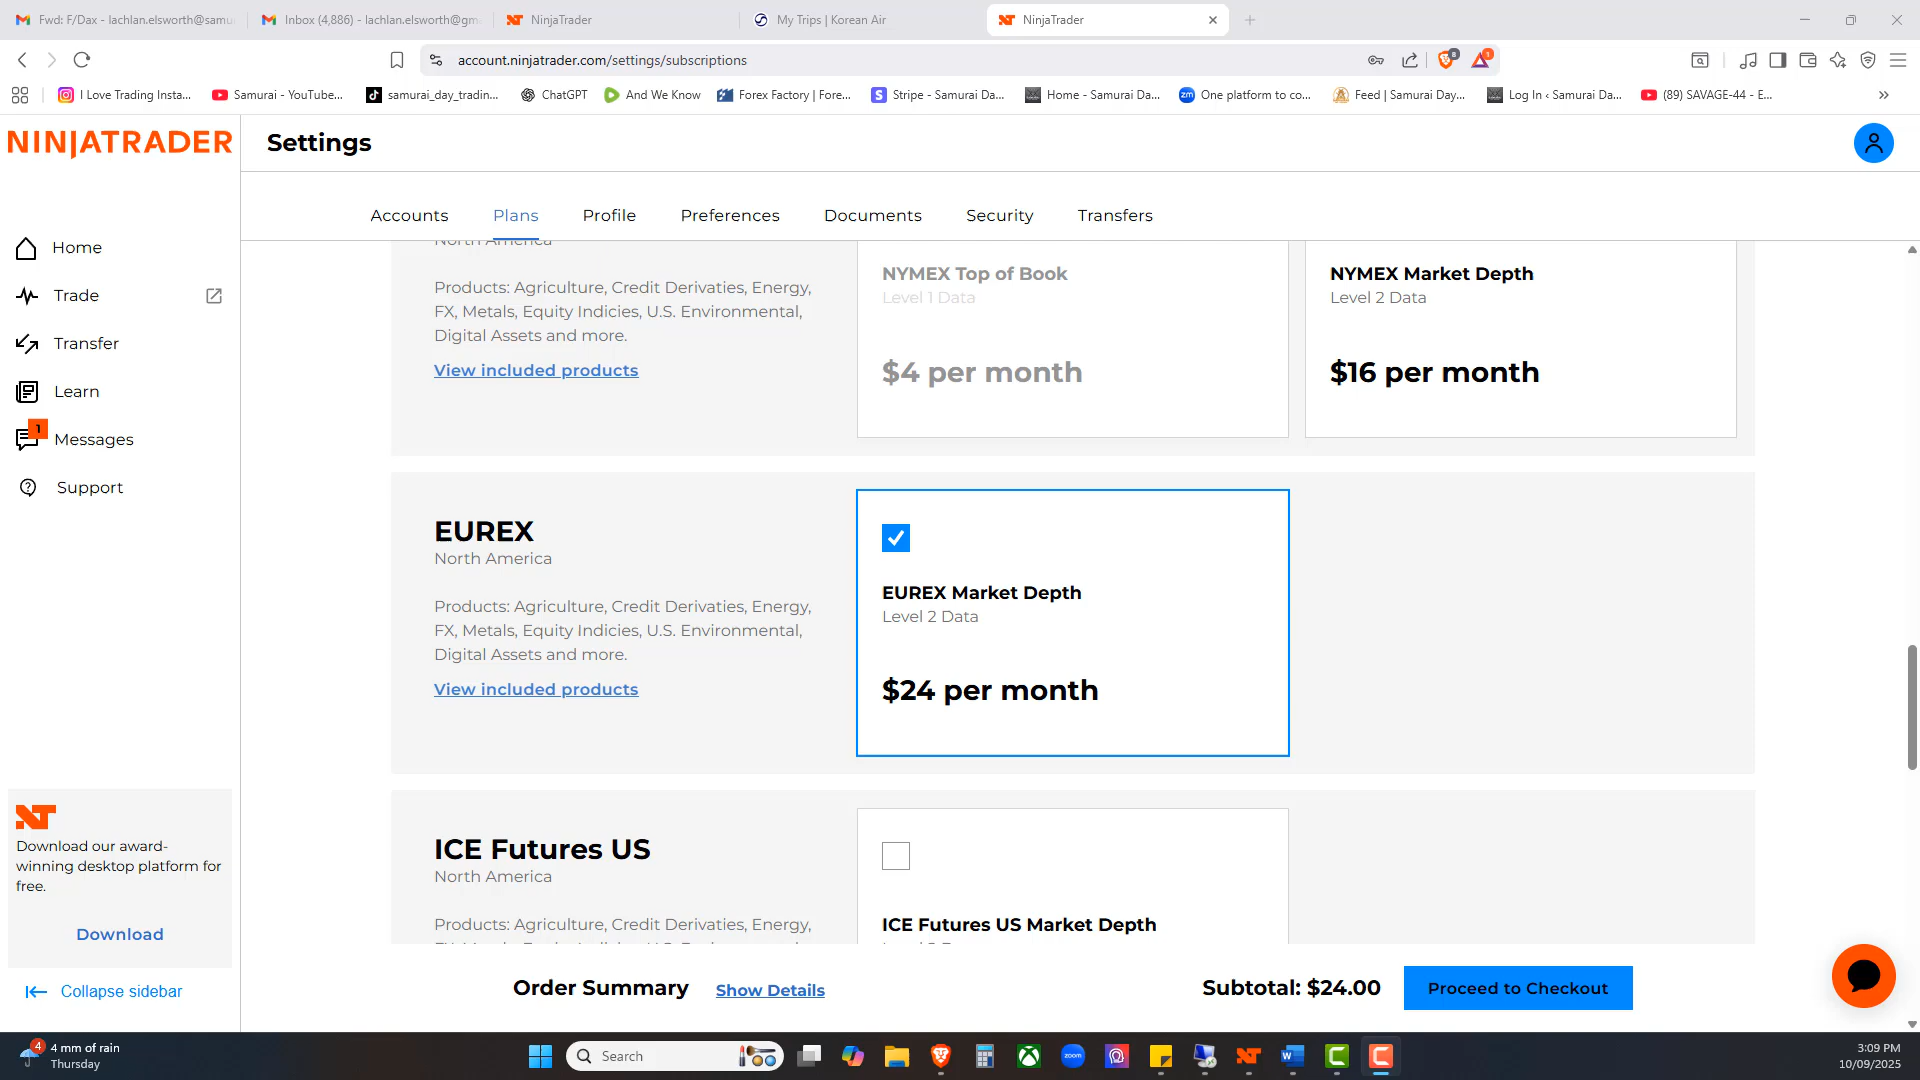 Fwd: F/Dax - lachlan.elsworth@samu
Inbox (4,886) - lachlan.elsworth@gm
NinjaTrader
My Trips | Korean Air
NinjaTrader
account.ninjatrader.com/settings/subscriptions
8
1
I Love Trading Insta...
Samurai - YouTube...
samurai_day_tradin...
ChatGPT
And We Know
Forex Factory | Fore...
Stripe - Samurai Da...
Home - Samurai Da...
One platform to co...
Feed | Samurai Day...
Log In ‹ Samurai Da...
(89) SAVAGE-44 - E...
NINJATRADER
Settings
Accounts
Plans
Profile
Preferences
Documents
Security
Transfers
Home
Trade
Transfer
Learn
1
Messages
Support
North America
Products: Agriculture, Credit Derivaties, Energy,
FX, Metals, Equity Indicies, U.S. Environmental,
Digital Assets and more.
View included products
NYMEX Top of Book
Level 1 Data
$4 per month
NYMEX Market Depth
Level 2 Data
$16 per month
EUREX
North America
Products: Agriculture, Credit Derivaties, Energy,
FX, Metals, Equity Indicies, U.S. Environmental,
Digital Assets and more.
View included products
EUREX Market Depth
Level 2 Data
$24 per month
ICE Futures US
North America
Products: Agriculture, Credit Derivaties, Energy,
ICE Futures US Market Depth
Download our award-
winning desktop platform for
free.
Download
Collapse sidebar
Order Summary
Show Details
Subtotal: $24.00
Proceed to Checkout
4
4 mm of rain
Thursday
Search
zoom
3:09 PM
10/09/2025